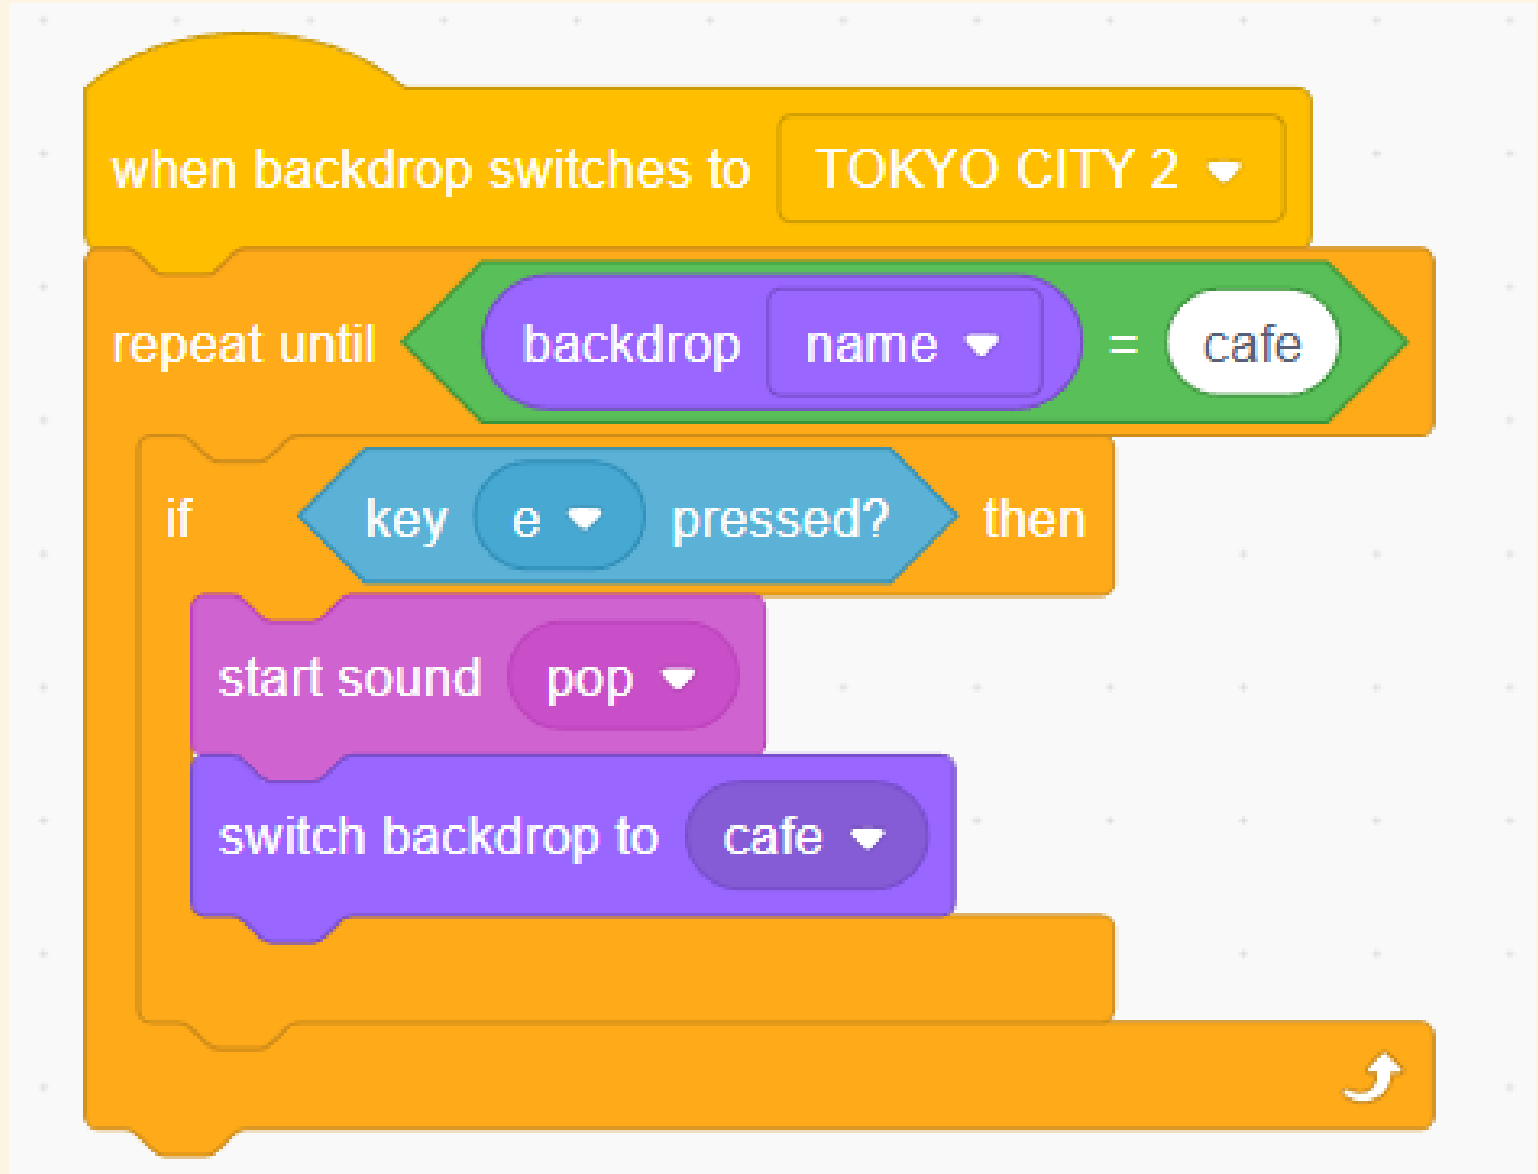 when backdrop switches to TOKYO CITY 2
repeat until backdrop name = cafe
if key e pressed? then
start sound pop
switch backdrop to cafe